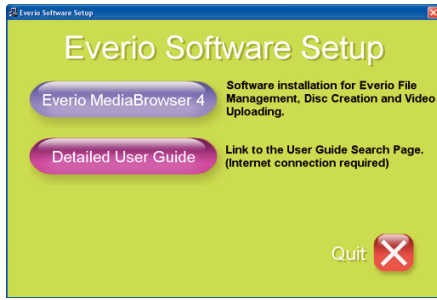 Everio Software Setup
Everio Software Setup
Everio MediaBrowser 4
Software installation for Everio File
Management, Disc Creation and Video
Uploading.
Detailed User Guide
Link to the User Guide Search Page.
(Internet connection required)
Quit